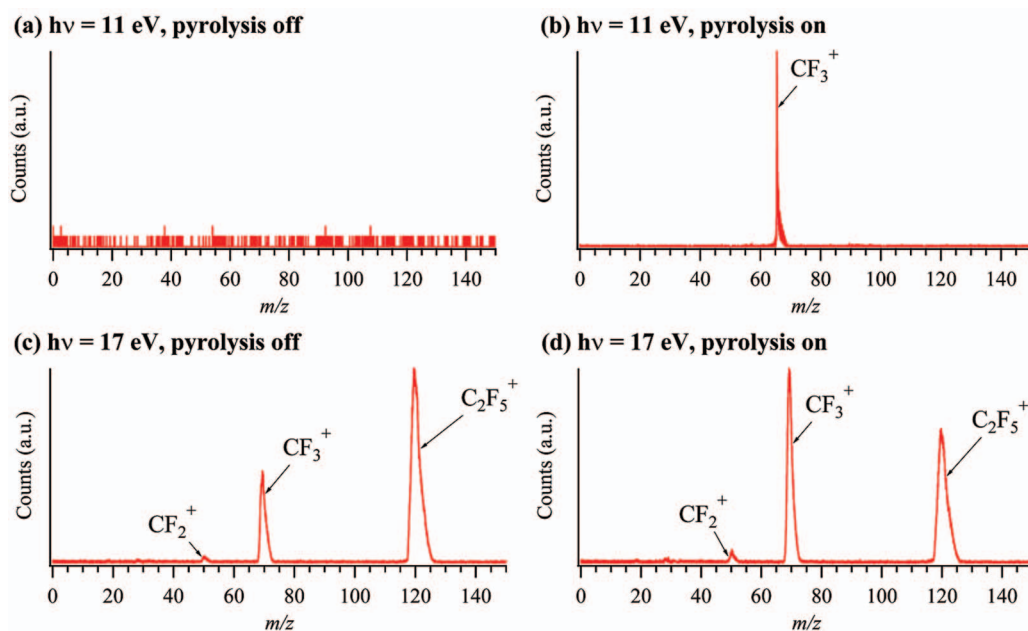 (a) hν = 11 eV, pyrolysis off
Counts (a.u.)
0 20 40 60 80 100 120 140
m/z
(b) hν = 11 eV, pyrolysis on
CF₃⁺
Counts (a.u.)
0 20 40 60 80 100 120 140
m/z
(c) hν = 17 eV, pyrolysis off
C₂F₅⁺
CF₃⁺
CF₂⁺
Counts (a.u.)
0 20 40 60 80 100 120 140
m/z
(d) hν = 17 eV, pyrolysis on
CF₃⁺
C₂F₅⁺
CF₂⁺
Counts (a.u.)
0 20 40 60 80 100 120 140
m/z